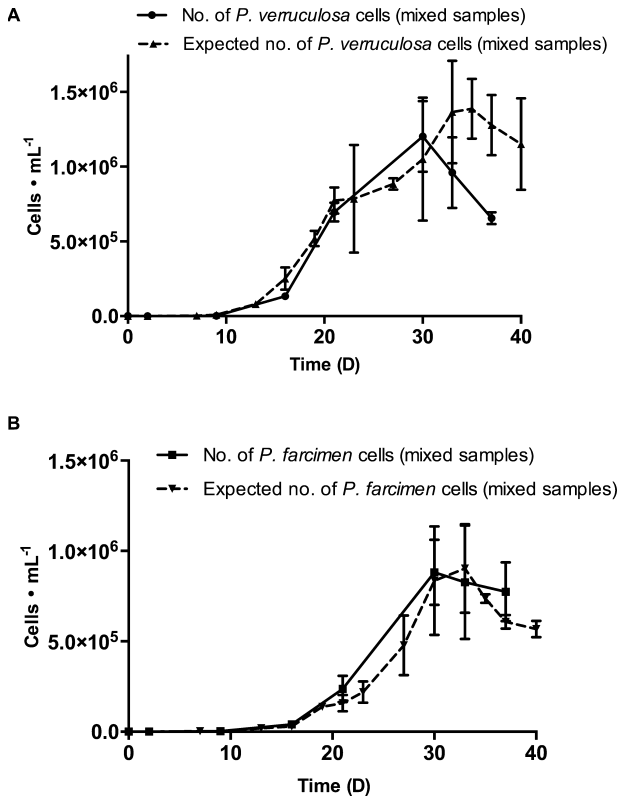 A
No. of P. verruculosa cells (mixed samples)
Expected no. of P. verruculosa cells (mixed samples)
1.5×10⁶
1.0×10⁶
5.0×10⁵
0.0
Cells • mL⁻¹
0 10 20 30 40
Time (D)
B
No. of P. farcimen cells (mixed samples)
Expected no. of P. farcimen cells (mixed samples)
1.5×10⁶
1.0×10⁶
5.0×10⁵
0.0
Cells • mL⁻¹
0 10 20 30 40
Time (D)